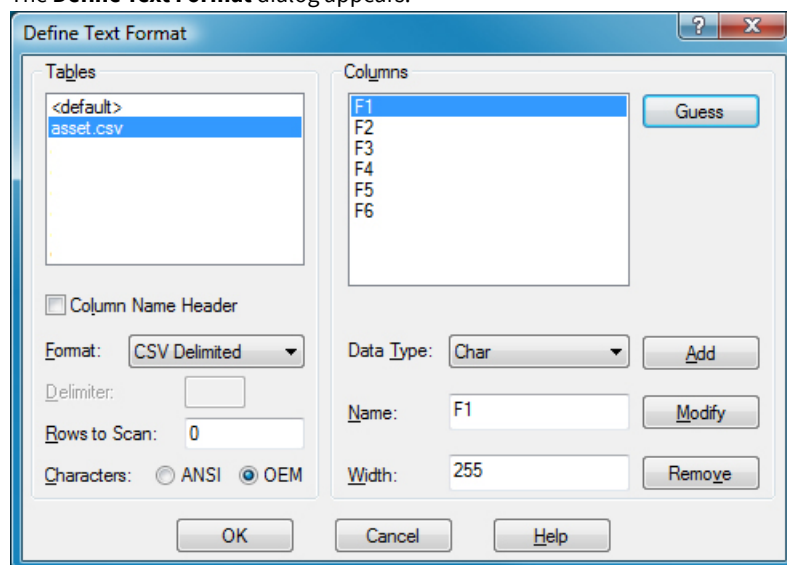 The Define Text Format dialog appears.
Define Text Format
?
X
Tables
<default>
asset.csv
Column Name Header
Format: CSV Delimited
Delimiter:
Rows to Scan: 0
Characters: ANSI OEM
Columns
F1
F2
F3
F4
F5
F6
Guess
Data Type: Char Add
Name: F1 Modify
Width: 255 Remove
OK Cancel Help